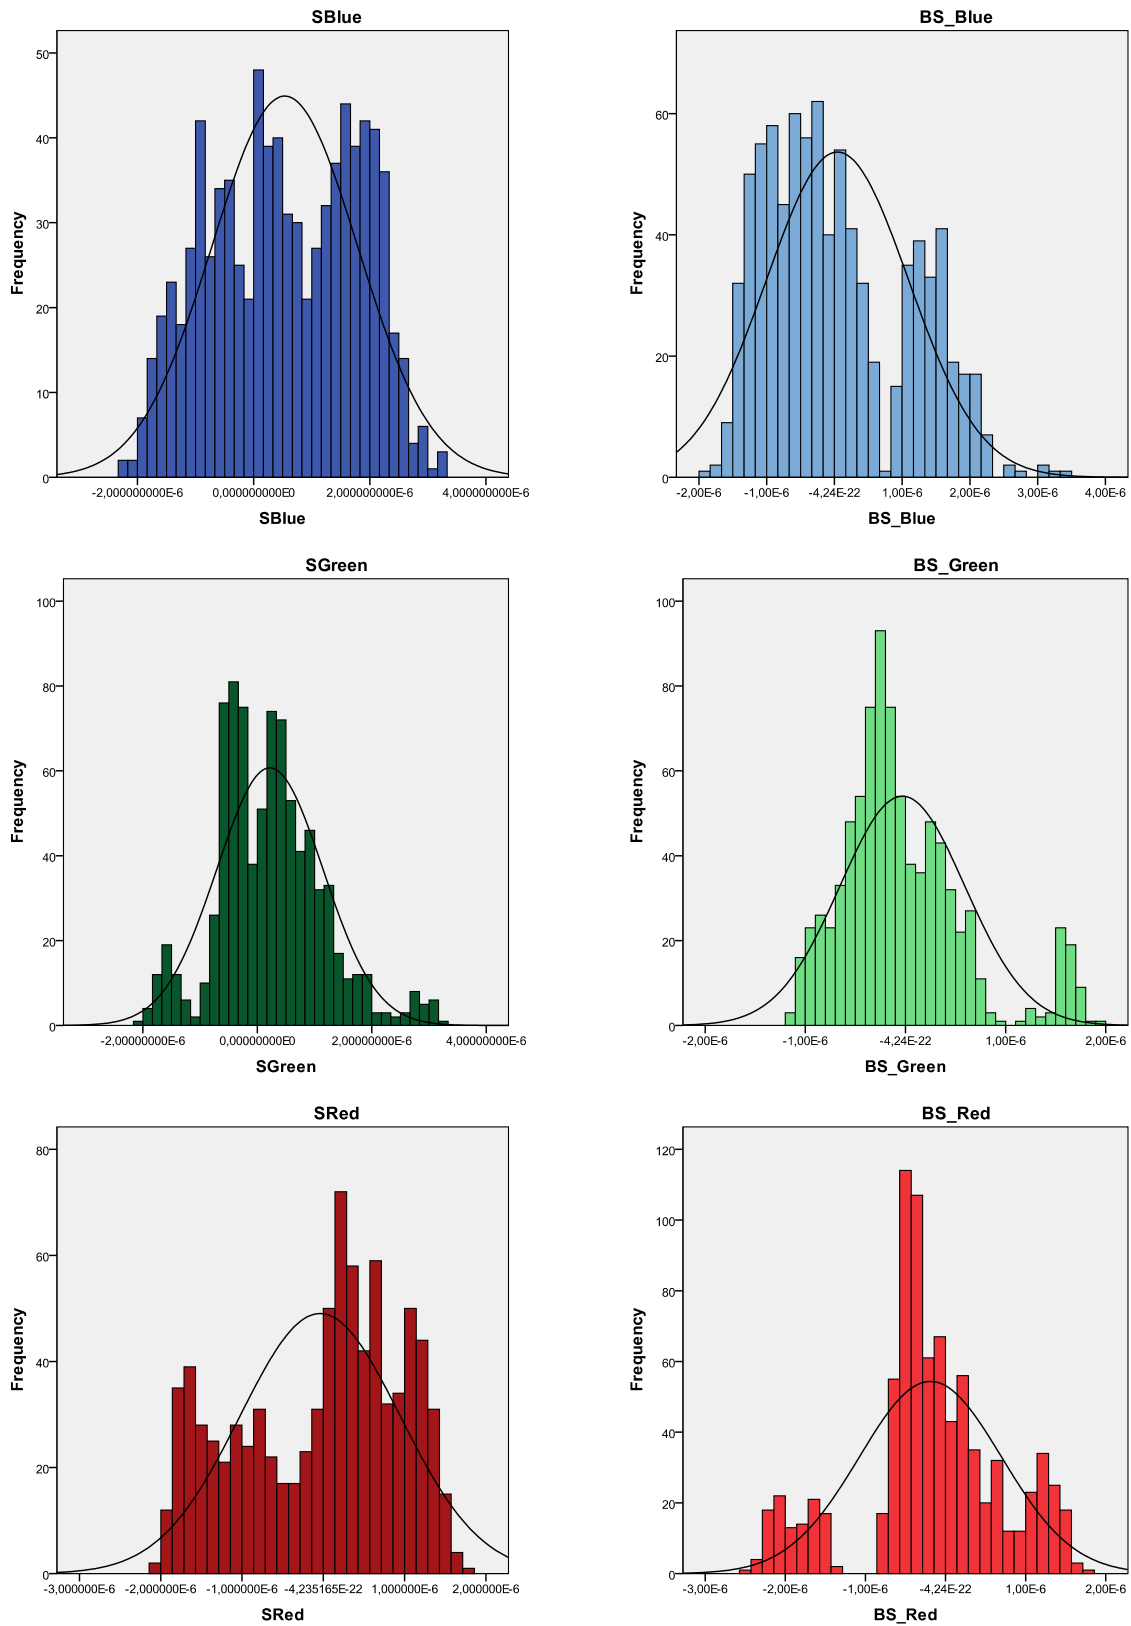 SBlue
50
40
30
20
10
0
Frequency
-2,000000000E-6 0,000000000E0 2,000000000E-6 4,000000000E-6
SBlue
BS_Blue
60
40
20
0
Frequency
-2,00E-6 -1,00E-6 -4,24E-22 1,00E-6 2,00E-6 3,00E-6 4,00E-6
BS_Blue
SGreen
100
80
60
40
20
0
Frequency
-2,00000000E-6 0,00000000E0 2,00000000E-6 4,00000000E-6
SGreen
BS_Green
100
80
60
40
20
0
Frequency
-2,00E-6 -1,00E-6 -4,24E-22 1,00E-6 2,00E-6
BS_Green
SRed
80
60
40
20
0
Frequency
-3,000000E-6 -2,000000E-6 -1,000000E-6 -4,235165E-22 1,000000E-6 2,000000E-6
SRed
BS_Red
120
100
80
60
40
20
0
Frequency
-3,00E-6 -2,00E-6 -1,00E-6 -4,24E-22 1,00E-6 2,00E-6
BS_Red